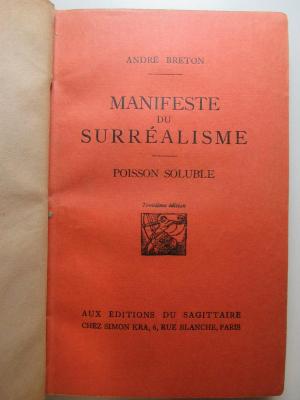 ANDRÉ BRETON
MANIFESTE
DU
SURRÉALISME
POISSON SOLUBLE
Troisième édition
AUX EDITIONS DU SAGITTAIRE
CHEZ SIMON KRA, 6, RUE BLANCHE, PARIS